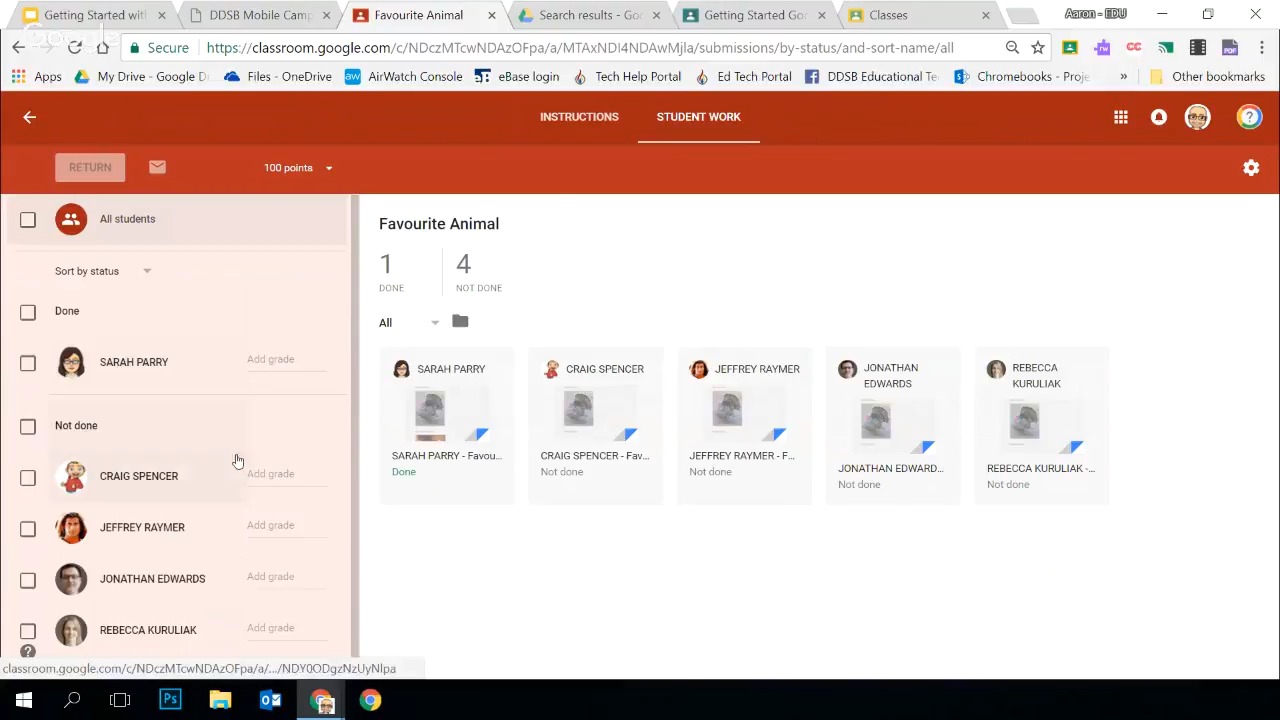 Getting Started with
DDSB Mobile Camp
Favourite Animal
Search results - Goo
Getting Started Goo
Classes
Aaron - EDU
Google
Secure
https://classroom.google.com/c/NDczMTcwNDAzOFpa/a/MTAxNDI4NDAwMjla/submissions/by-status/and-sort-name/all
Apps
My Drive - Google D
Files - OneDrive
AirWatch Console
eBase login
Tech Help Portal
Ed Tech Portal
DDSB Educational Te
Chromebooks - Proje
»
Other bookmarks
INSTRUCTIONS
STUDENT WORK
RETURN
100 points
All students
Sort by status
Done
SARAH PARRY
Add grade
Not done
CRAIG SPENCER
Add grade
JEFFREY RAYMER
Add grade
JONATHAN EDWARDS
Add grade
REBECCA KURULIAK
Add grade
Favourite Animal
1
DONE
4
NOT DONE
All
SARAH PARRY
SARAH PARRY - Favou...
Done
CRAIG SPENCER
CRAIG SPENCER - Fav...
Not done
JEFFREY RAYMER
JEFFREY RAYMER - F...
Not done
JONATHAN
EDWARDS
JONATHAN EDWARD...
Not done
REBECCA
KURULIAK
REBECCA KURULIAK -...
Not done
classroom.google.com/c/NDczMTcwNDAzOFpa/a/.../NDY0ODgzNzUyNlpa